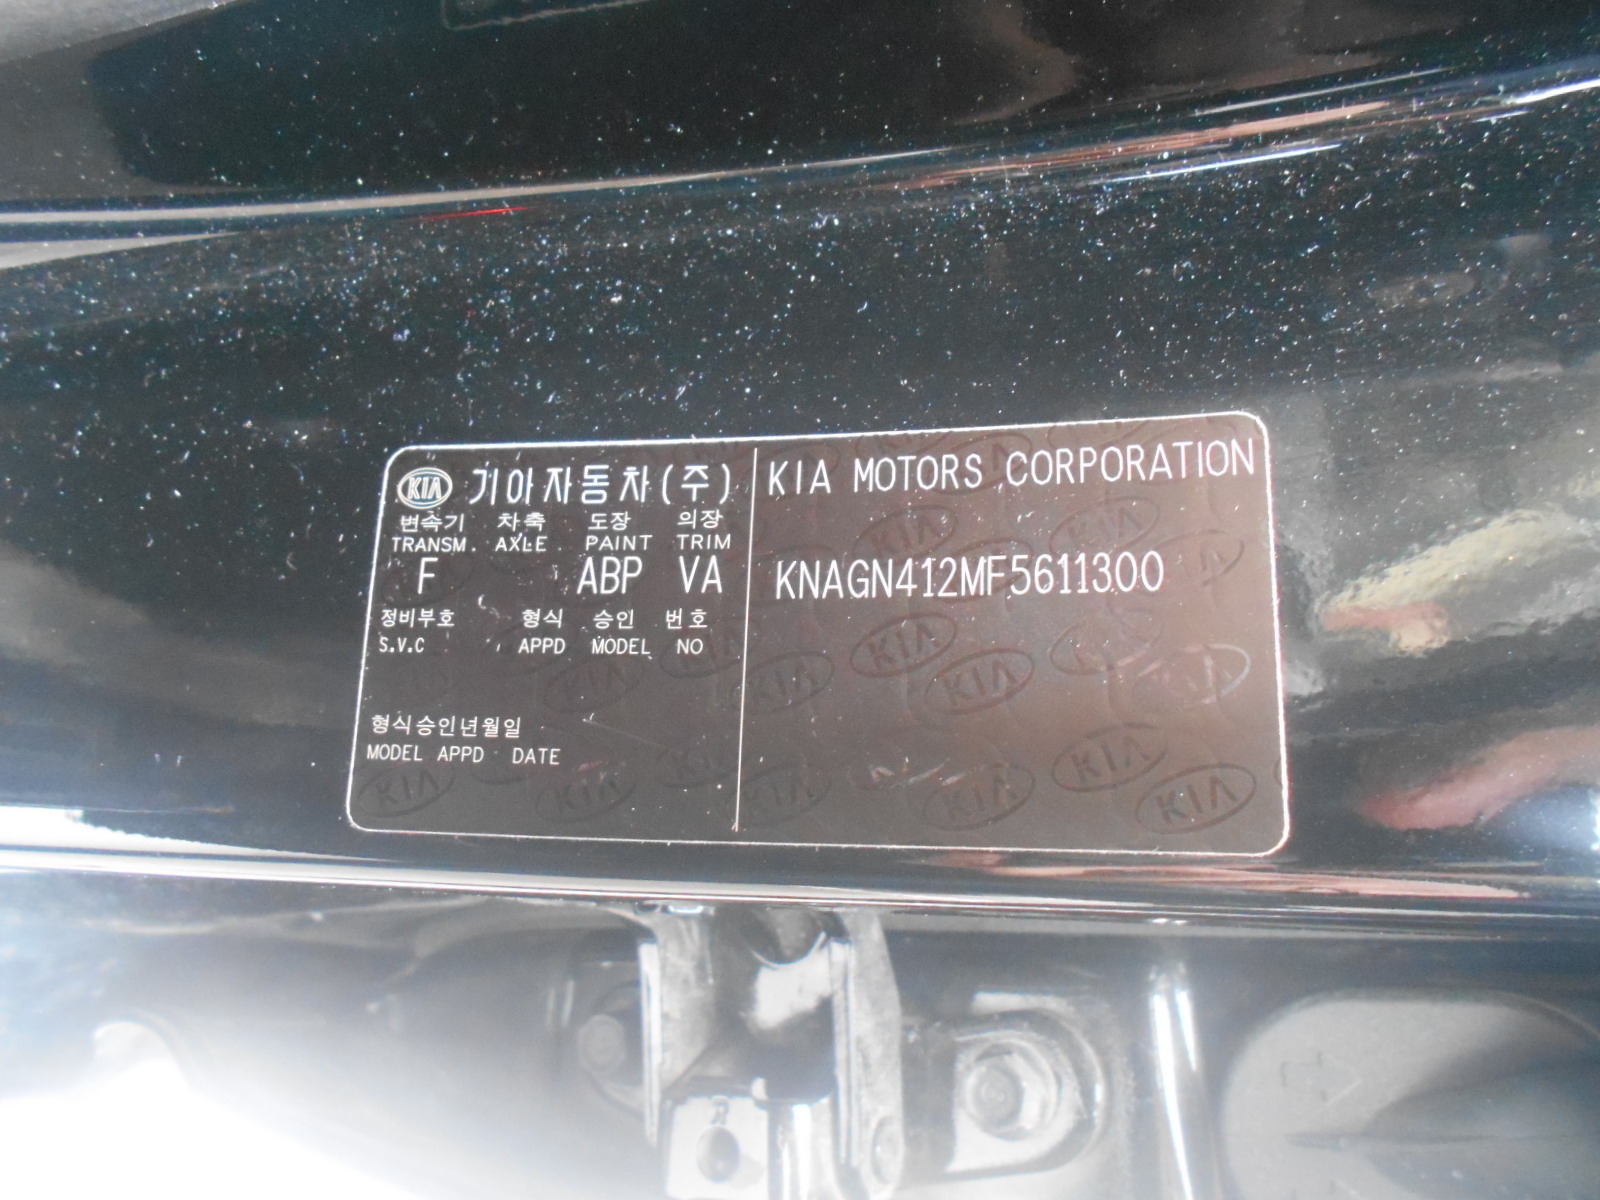 KIA 기아자동차(주)
변속기 차축 도장 의장
TRANSM. AXLE PAINT TRIM
F ABP VA
정비부호 형식 승인 번호
S.V.C APPD MODEL NO
형식승인년월일
MODEL APPD DATE
KIA MOTORS CORPORATION
KNAGN412MF5611300